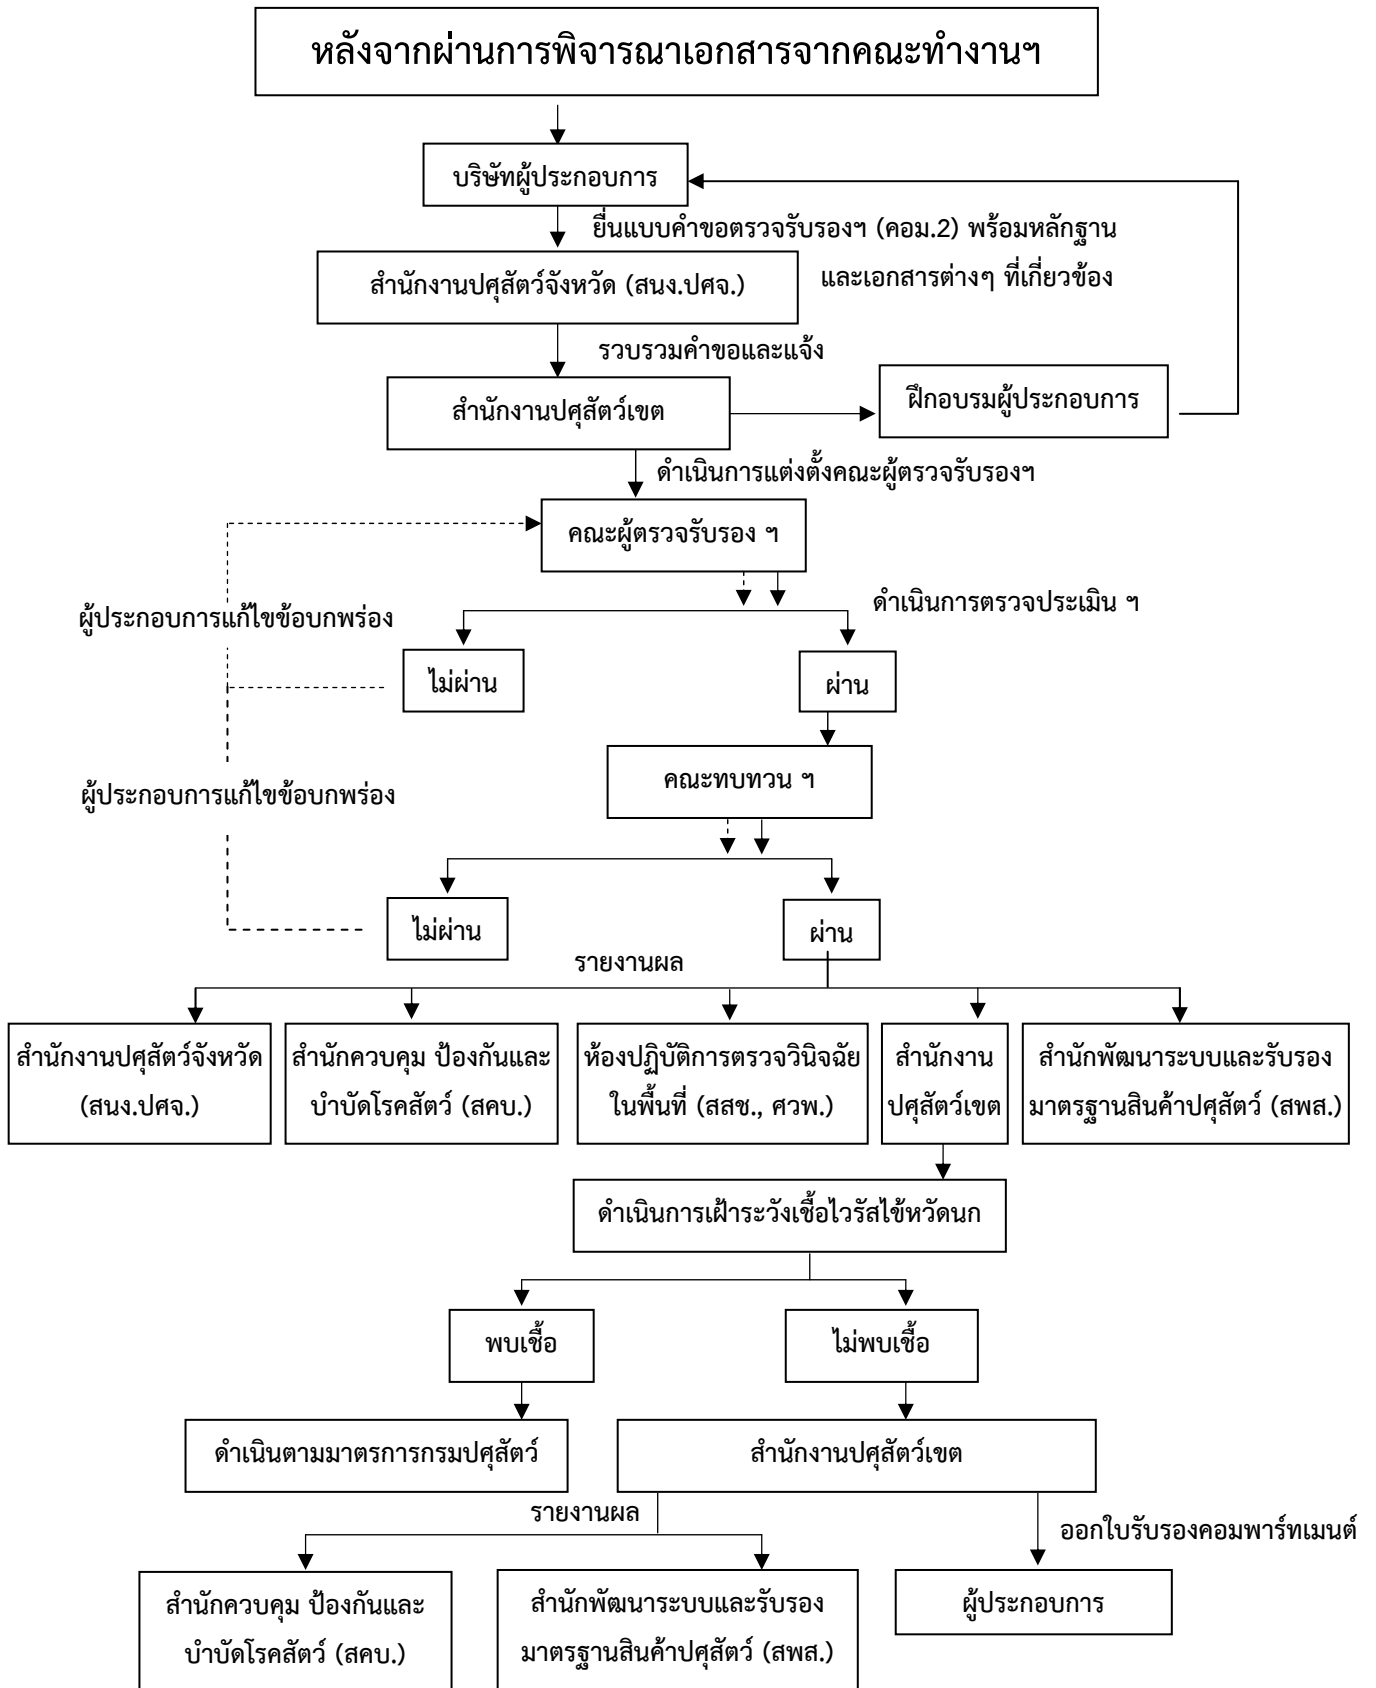 หลังจากผ่านการพิจารณาเอกสารจากคณะทำงานฯ
บริษัทผู้ประกอบการ
ยื่นแบบคำขอตรวจรับรองฯ (คอม.2) พร้อมหลักฐาน
และเอกสารต่างๆ ที่เกี่ยวข้อง
สำนักงานปศุสัตว์จังหวัด (สนง.ปศจ.)
รวบรวมคำขอและแจ้ง
สำนักงานปศุสัตว์เขต
ฝึกอบรมผู้ประกอบการ
ดำเนินการแต่งตั้งคณะผู้ตรวจรับรองฯ
คณะผู้ตรวจรับรอง ฯ
ดำเนินการตรวจประเมิน ฯ
ผู้ประกอบการแก้ไขข้อบกพร่อง
ไม่ผ่าน
ผ่าน
คณะทบทวน ฯ
ผู้ประกอบการแก้ไขข้อบกพร่อง
ไม่ผ่าน
ผ่าน
รายงานผล
สำนักงานปศุสัตว์จังหวัด
(สนง.ปศจ.)
สำนักควบคุม ป้องกันและ
บำบัดโรคสัตว์ (สคบ.)
ห้องปฏิบัติการตรวจวินิจฉัย
ในพื้นที่ (สสช., ศวพ.)
สำนักงาน
ปศุสัตว์เขต
สำนักพัฒนาระบบและรับรอง
มาตรฐานสินค้าปศุสัตว์ (สพส.)
ดำเนินการเฝ้าระวังเชื้อไวรัสไข้หวัดนก
พบเชื้อ
ไม่พบเชื้อ
ดำเนินตามมาตรการกรมปศุสัตว์
สำนักงานปศุสัตว์เขต
รายงานผล
ออกใบรับรองคอมพาร์ทเมนต์
สำนักควบคุม ป้องกันและ
บำบัดโรคสัตว์ (สคบ.)
สำนักพัฒนาระบบและรับรอง
มาตรฐานสินค้าปศุสัตว์ (สพส.)
ผู้ประกอบการ